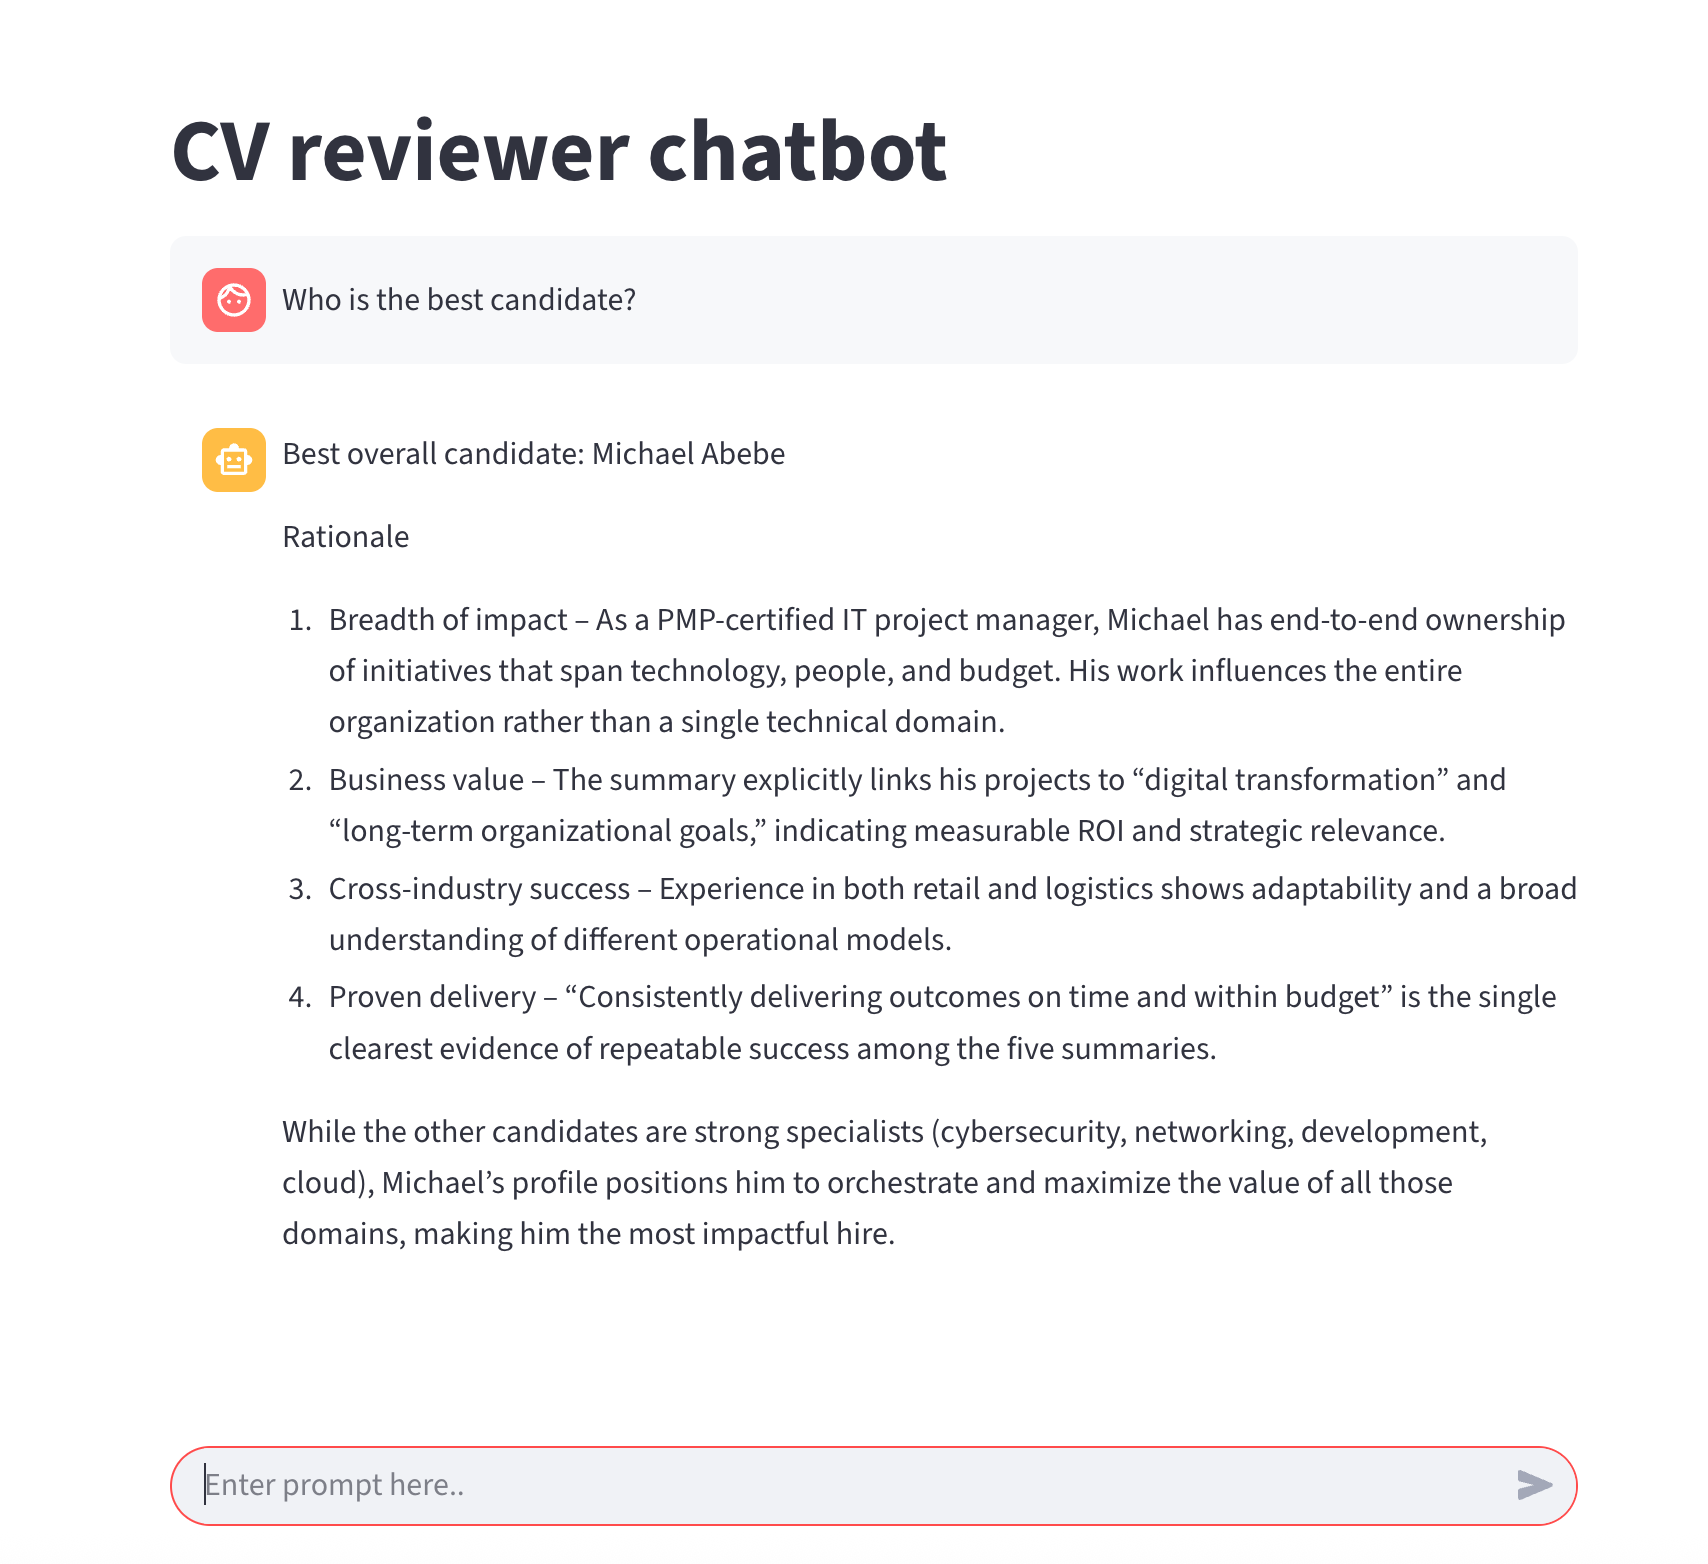 CV reviewer chatbot
Who is the best candidate?
Best overall candidate: Michael Abebe
Rationale
1. Breadth of impact – As a PMP-certified IT project manager, Michael has end-to-end ownership
of initiatives that span technology, people, and budget. His work influences the entire
organization rather than a single technical domain.
2. Business value – The summary explicitly links his projects to “digital transformation” and
“long-term organizational goals,” indicating measurable ROI and strategic relevance.
3. Cross-industry success – Experience in both retail and logistics shows adaptability and a broad
understanding of different operational models.
4. Proven delivery – “Consistently delivering outcomes on time and within budget” is the single
clearest evidence of repeatable success among the five summaries.
While the other candidates are strong specialists (cybersecurity, networking, development,
cloud), Michael’s profile positions him to orchestrate and maximize the value of all those
domains, making him the most impactful hire.
Enter prompt here..